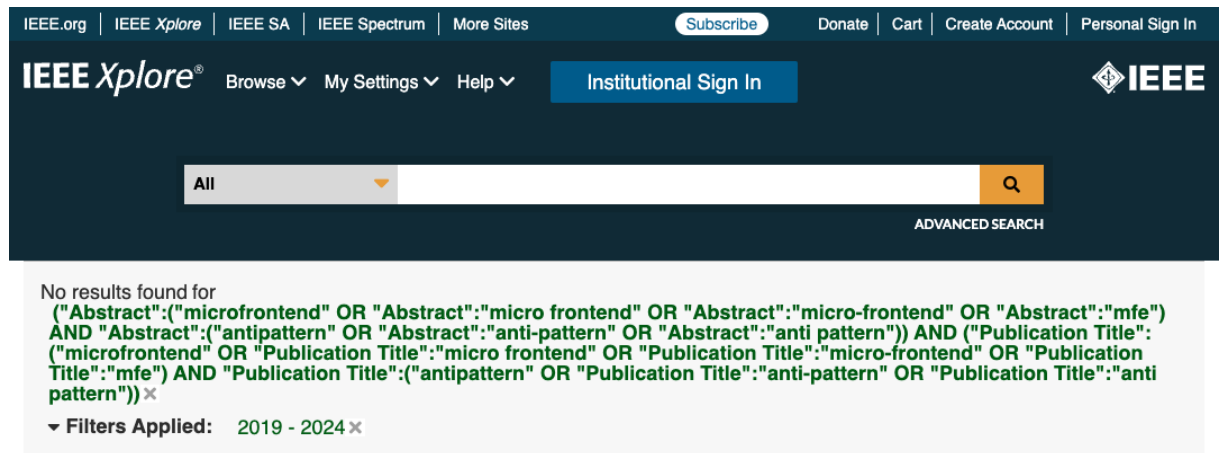 IEEE.org | IEEE Xplore | IEEE SA | IEEE Spectrum | More Sites Subscribe Donate | Cart | Create Account | Personal Sign In
IEEE Xplore® Browse My Settings Help Institutional Sign In IEEE
All
ADVANCED SEARCH
No results found for
("Abstract":("microfrontend" OR "Abstract":"micro frontend" OR "Abstract":"micro-frontend" OR "Abstract":"mfe")
AND "Abstract":("antipattern" OR "Abstract":"anti-pattern" OR "Abstract":"anti pattern")) AND ("Publication Title":
("microfrontend" OR "Publication Title":"micro frontend" OR "Publication Title":"micro-frontend" OR "Publication
Title":"mfe") AND "Publication Title":("antipattern" OR "Publication Title":"anti-pattern" OR "Publication Title":"anti
pattern")) ×
Filters Applied: 2019 - 2024 ×